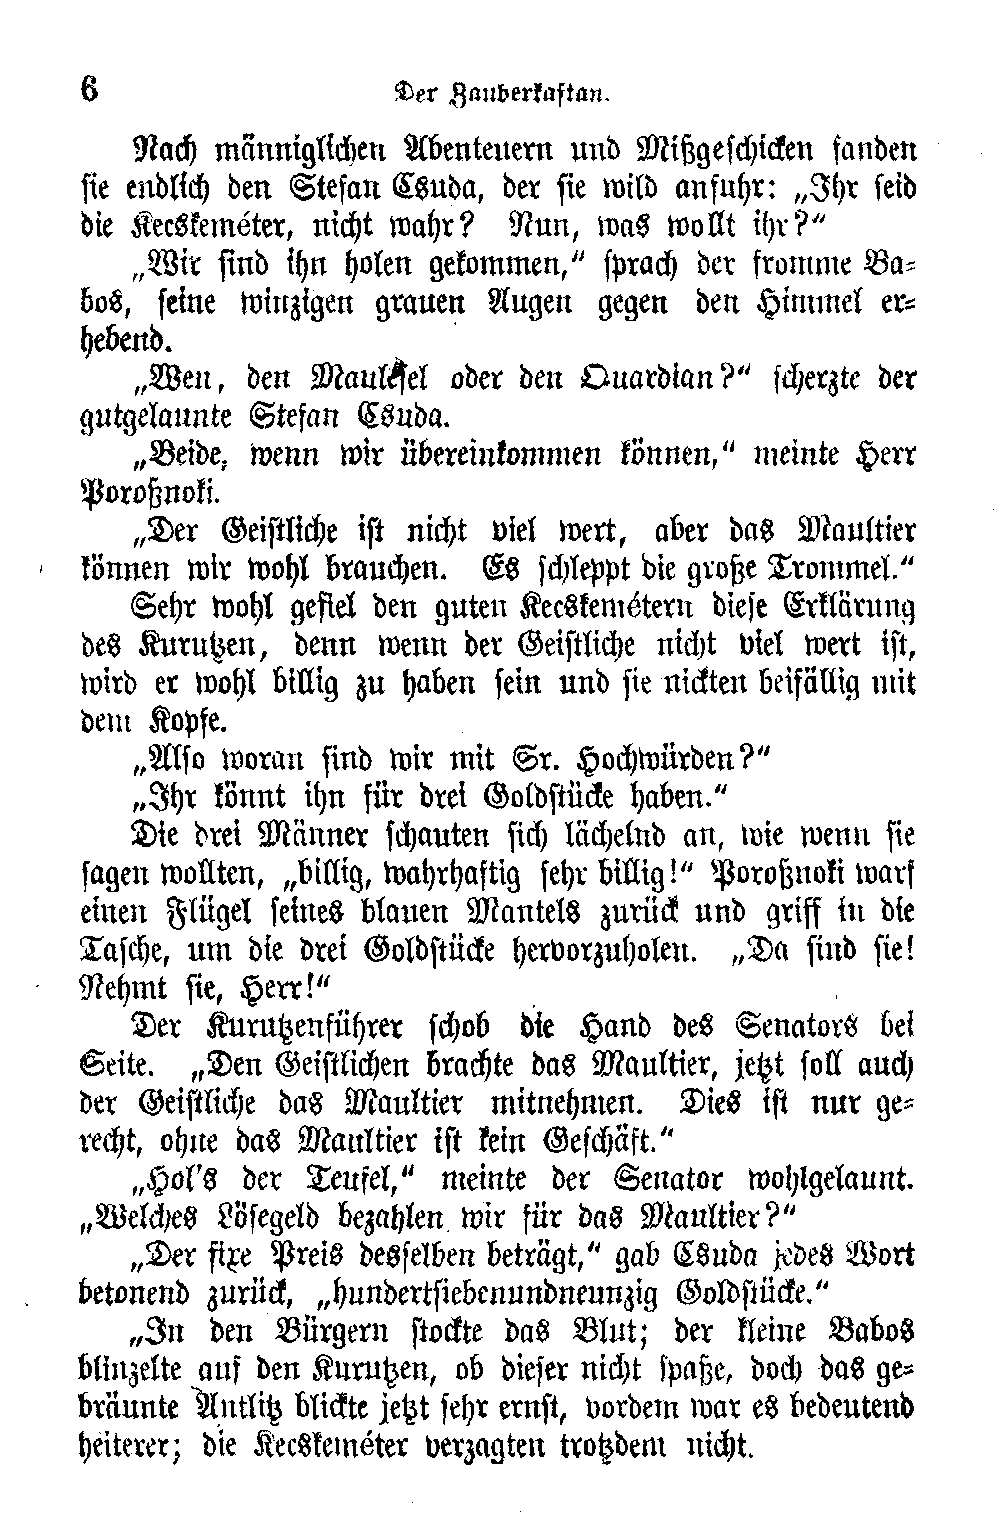 6 Der Zauberkaftan.
Nach männiglichen Abenteuern und Mißgeschicken fanden
sie endlich den Stefan Csuda, der sie wild anfuhr: „Ihr seid
die Kecskeméter, nicht wahr? Nun, was wollt ihr?“
„Wir sind ihn holen gekommen,“ sprach der fromme Ba-
bos, seine winzigen grauen Augen gegen den Himmel er-
hebend.
„Wen, den Maulesel oder den Quardian?“ scherzte der
gutgelaunte Stefan Csuda.
„Beide, wenn wir übereinkommen können,“ meinte Herr
Poroßnoki.
„Der Geistliche ist nicht viel wert, aber das Maultier
können wir wohl brauchen. Es schleppt die große Trommel.“
Sehr wohl gefiel den guten Kecskemétern diese Erklärung
des Kurutzen, denn wenn der Geistliche nicht viel wert ist,
wird er wohl billig zu haben sein und sie nickten beifällig mit
dem Kopfe.
„Also woran sind wir mit Sr. Hochwürden?“
„Ihr könnt ihn für drei Goldstücke haben.“
Die drei Männer schauten sich lächelnd an, wie wenn sie
sagen wollten, „billig, wahrhaftig sehr billig!“ Poroßnoki warf
einen Flügel seines blauen Mantels zurück und griff in die
Tasche, um die drei Goldstücke hervorzuholen. „Da sind sie!
Nehmt sie, Herr!“
Der Kurutzenführer schob die Hand des Senators bei
Seite. „Den Geistlichen brachte das Maultier, jetzt soll auch
der Geistliche das Maultier mitnehmen. Dies ist nur ge-
recht, ohne das Maultier ist kein Geschäft.“
„Hol's der Teufel,“ meinte der Senator wohlgelaunt.
„Welches Lösegeld bezahlen wir für das Maultier?“
„Der fixe Preis desselben beträgt,“ gab Csuda jedes Wort
betonend zurück, „hundertsiebenundneunzig Goldstücke.“
„In den Bürgern stockte das Blut; der kleine Babos
blinzelte auf den Kurutzen, ob dieser nicht spaße, doch das ge-
bräunte Antlitz blickte jetzt sehr ernst, vordem war es bedeutend
heiterer; die Kecskeméter verzagten trotzdem nicht.